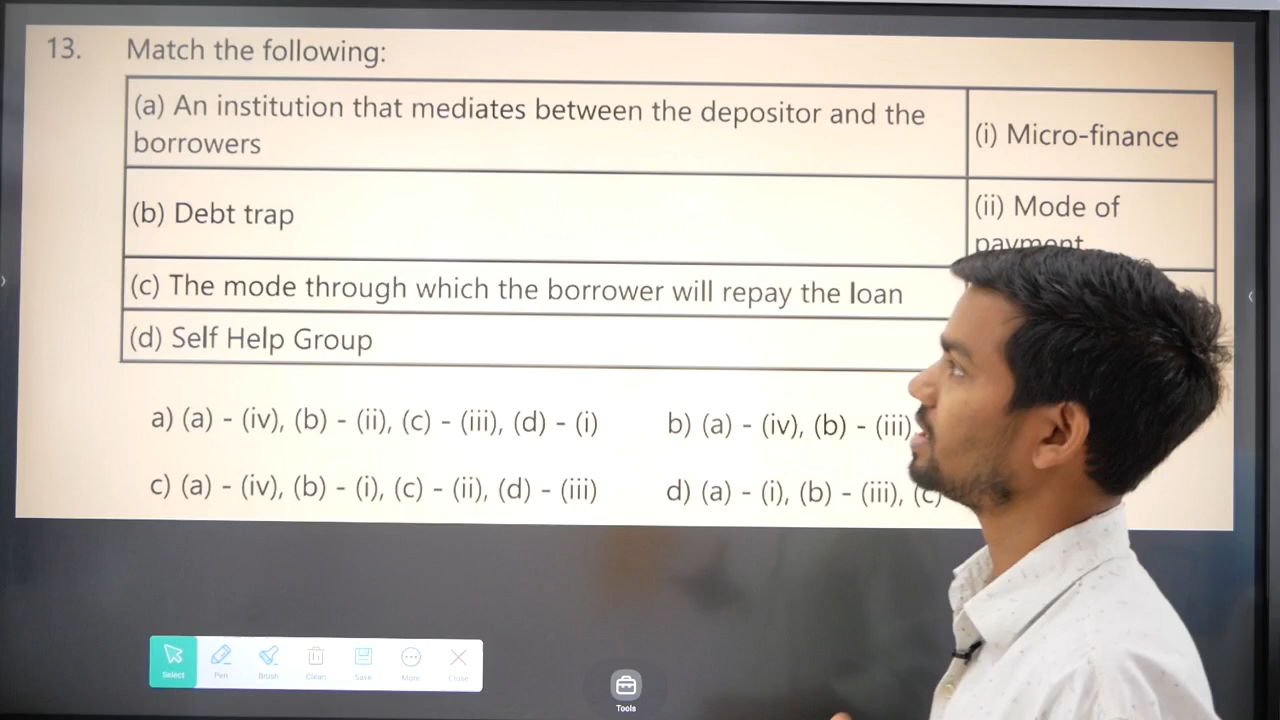 13. Match the following:
(a) An institution that mediates between the depositor and the
borrowers
(i) Micro-finance
(b) Debt trap
(ii) Mode of
payment
(c) The mode through which the borrower will repay the loan
(d) Self Help Group
a) (a) - (iv), (b) - (ii), (c) - (iii), (d) - (i)
b) (a) - (iv), (b) - (iii)
c) (a) - (iv), (b) - (i), (c) - (ii), (d) - (iii)
d) (a) - (i), (b) - (iii), (c)
Select Pen Brush Clean Save More Close
Tools